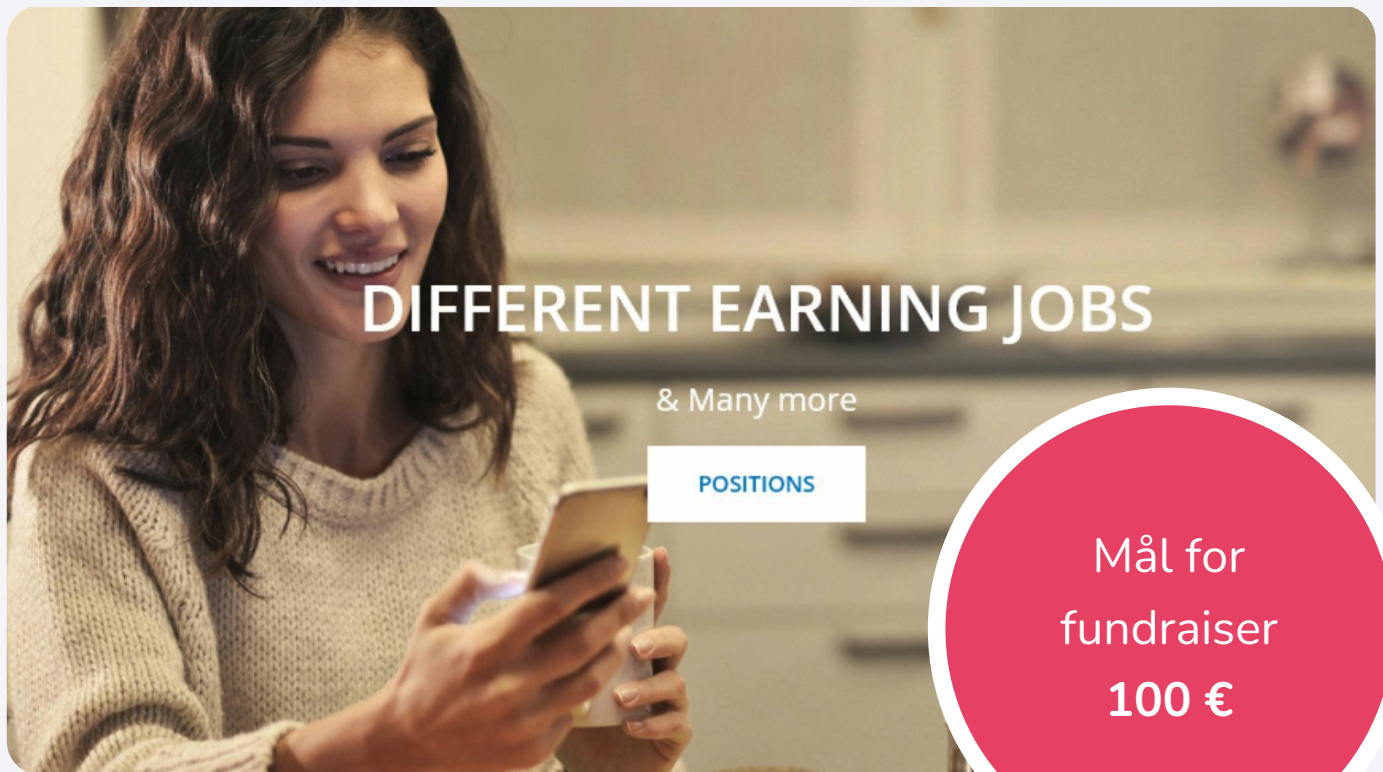 DIFFERENT EARNING JOBS
& Many more
POSITIONS
Mål for
fundraiser
100 €